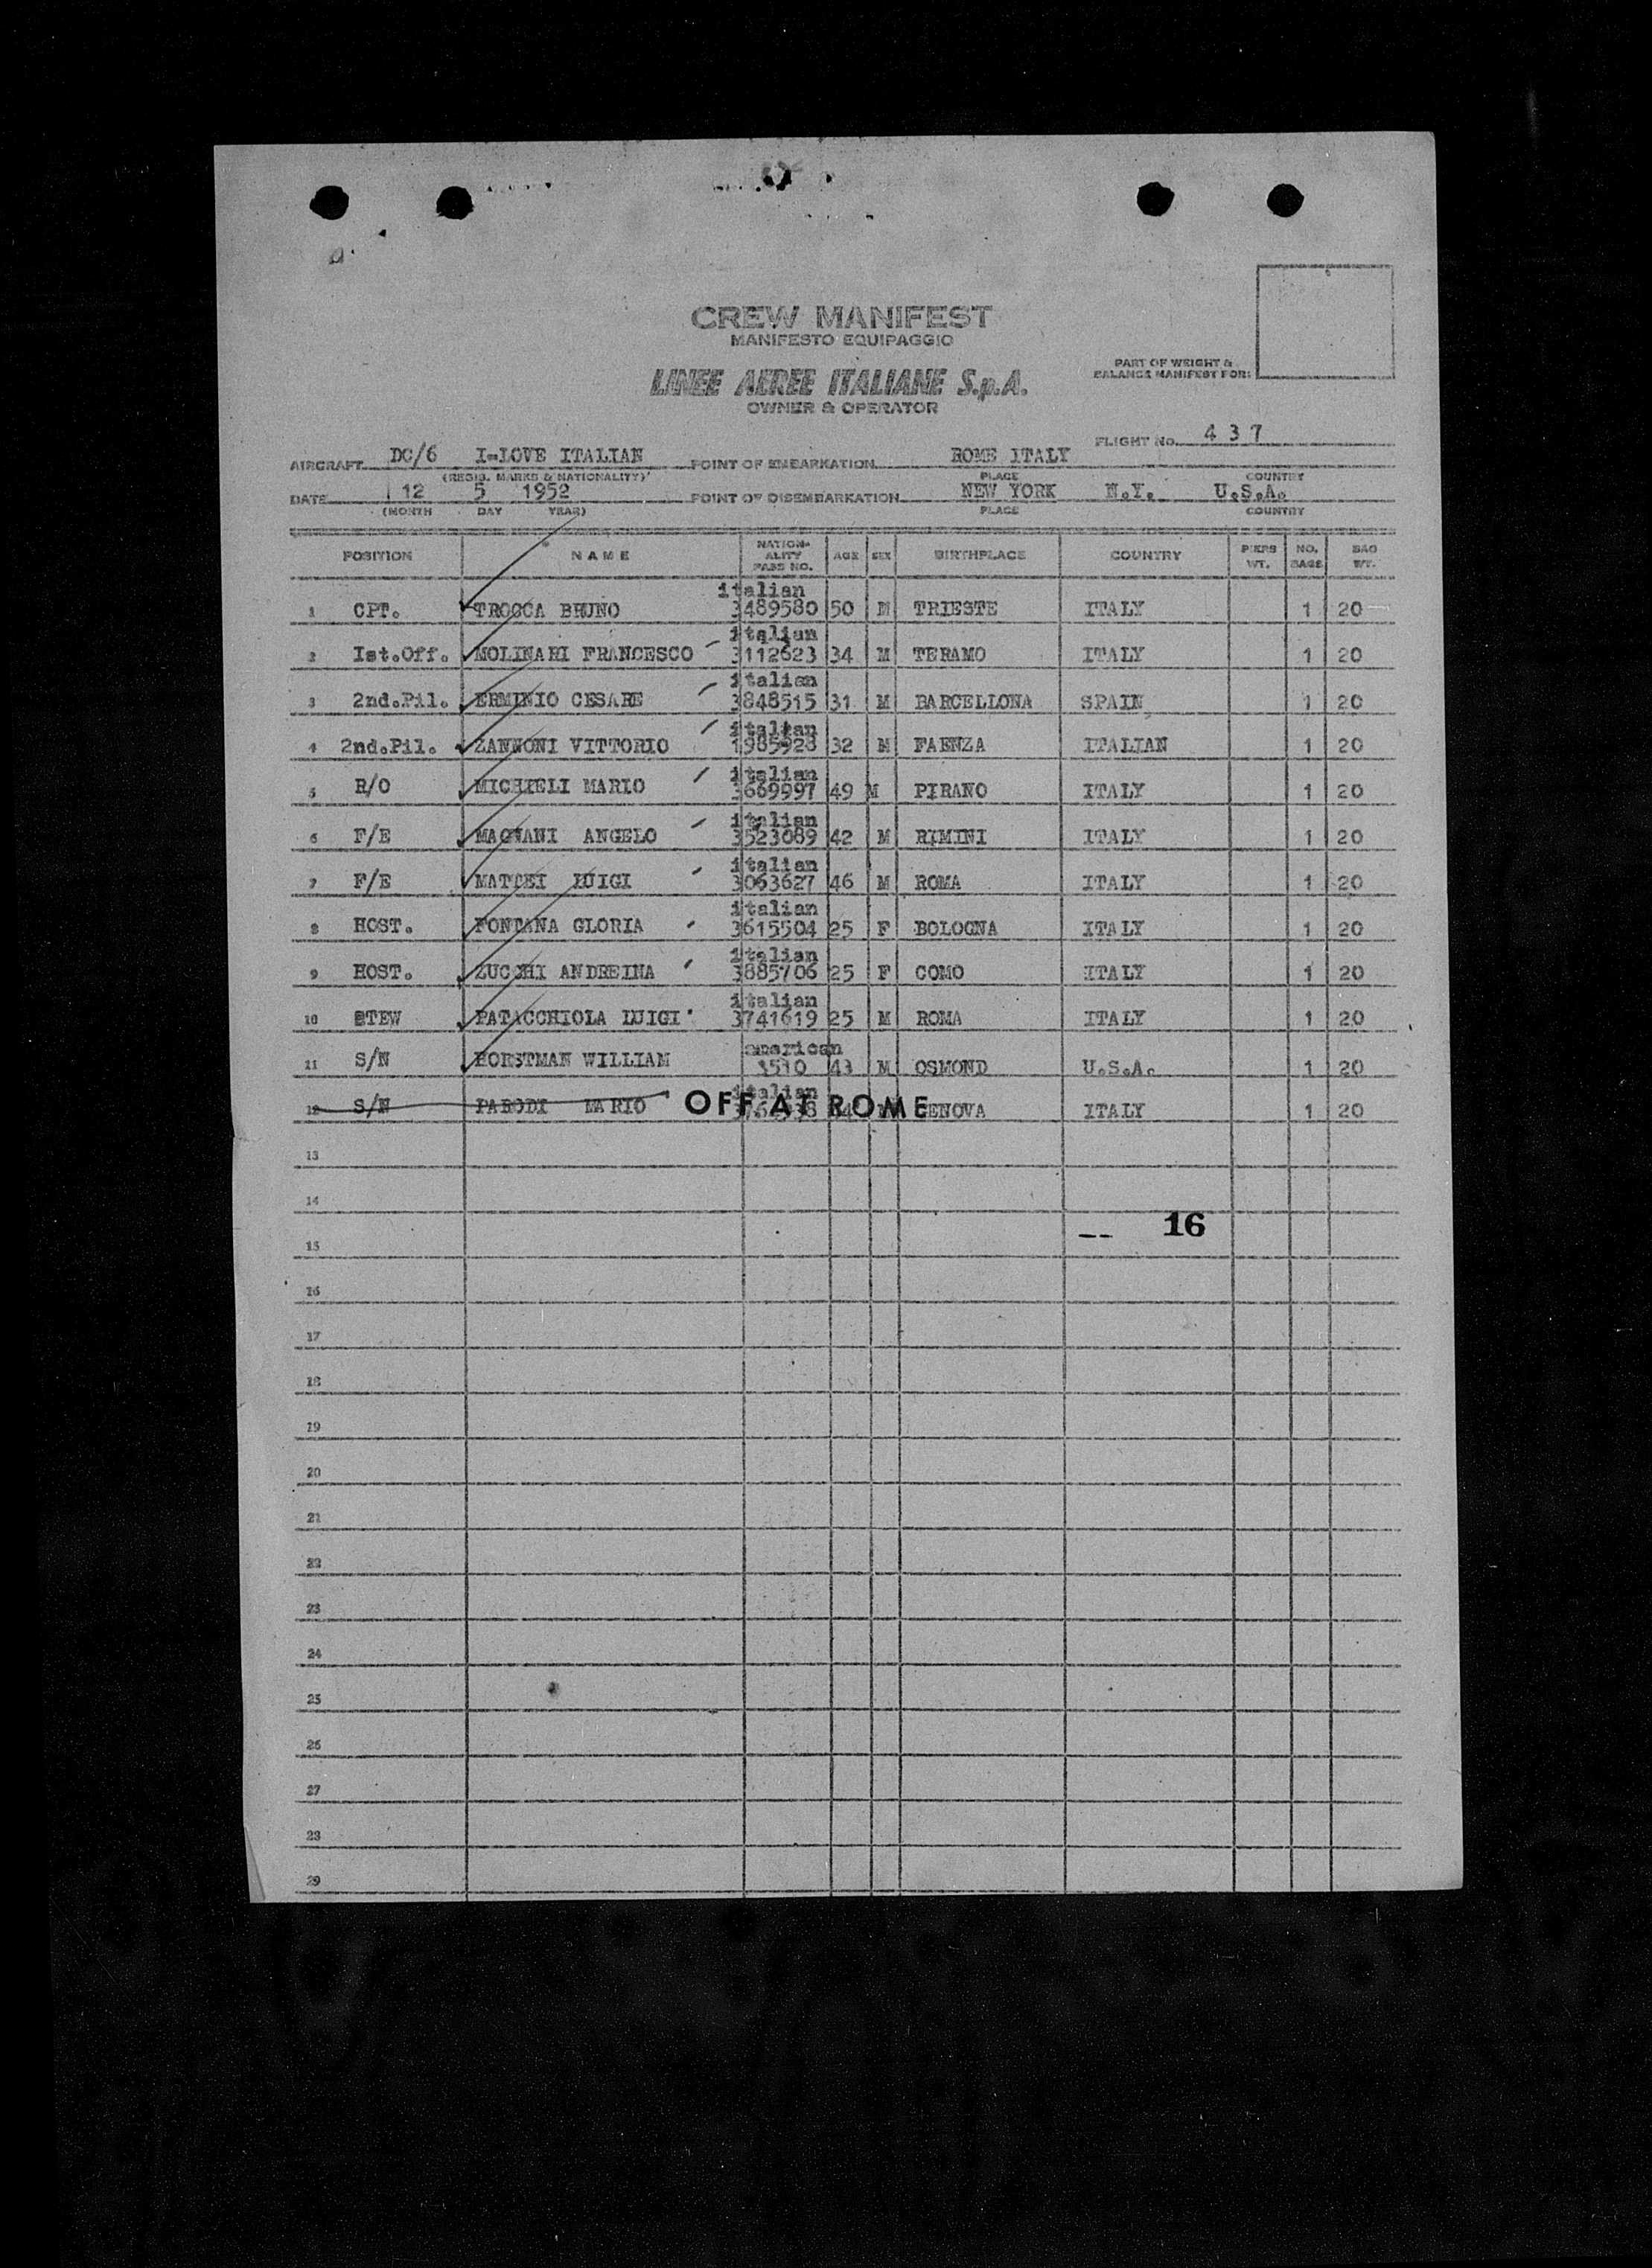 CREW MANIFEST
MANIFESTO EQUIPAGGIO
LINEE AEREE ITALIANE S.p.A.
OWNER & OPERATOR
PART OF WEIGHT &
BALANCE MANIFEST FOR:
FLIGHT No. 4 3 7
AIRCRAFT DC/6 I=LOVE ITALIAN POINT OF EMBARKATION ROME ITALY
(REGIS. MARKS & NATIONALITY) PLACE COUNTRY
DATE 12 5 1952 POINT OF DISEMBARKATION NEW YORK N.Y. U.S.A.
(MONTH DAY YEAR) PLACE COUNTRY
POSITION NAME NATION-ALITY PASS NO. AGE SEX BIRTHPLACE COUNTRY WT. NO. BAGS BAG WT.
italian
1 CPT. TROCCA BRUNO 3489580 50 M TRIESTE ITALY 1 20
italian
2 Ist.Off. MOLINARI FRANCESCO 3112623 34 M TERAMO ITALY 1 20
italian
3 2nd.Pil. ERMINIO CESARE 3848515 31 M BARCELLONA SPAIN 1 20
italian
4 2nd.Pil. ZANNONI VITTORIO 1985928 32 M FAENZA ITALIAN 1 20
italian
5 R/O MICHIELI MARIO 3669997 49 M PIRANO ITALY 1 20
italian
6 F/E MAGNANI ANGELO 3523089 42 M RIMINI ITALY 1 20
italian
7 F/E MATTEI LUIGI 3063627 46 M ROMA ITALY 1 20
italian
8 HOST. FONTANA GLORIA 3615504 25 F BOLOGNA ITALY 1 20
italian
9 HOST. ZUCCHI ANDREINA 3885706 25 F COMO ITALY 1 20
italian
10 STEW PATACCHIOLA LUIGI 3741619 25 M ROMA ITALY 1 20
american
11 S/N HORSTMAN WILLIAM 3510 43 M OSMOND U.S.A. 1 20
italian
12 S/N PARODI MARIO OFF AT ROME GENOVA ITALY 1 20
13
14
-- 16
15
16
17
18
19
20
21
22
23
24
25
26
27
28
29